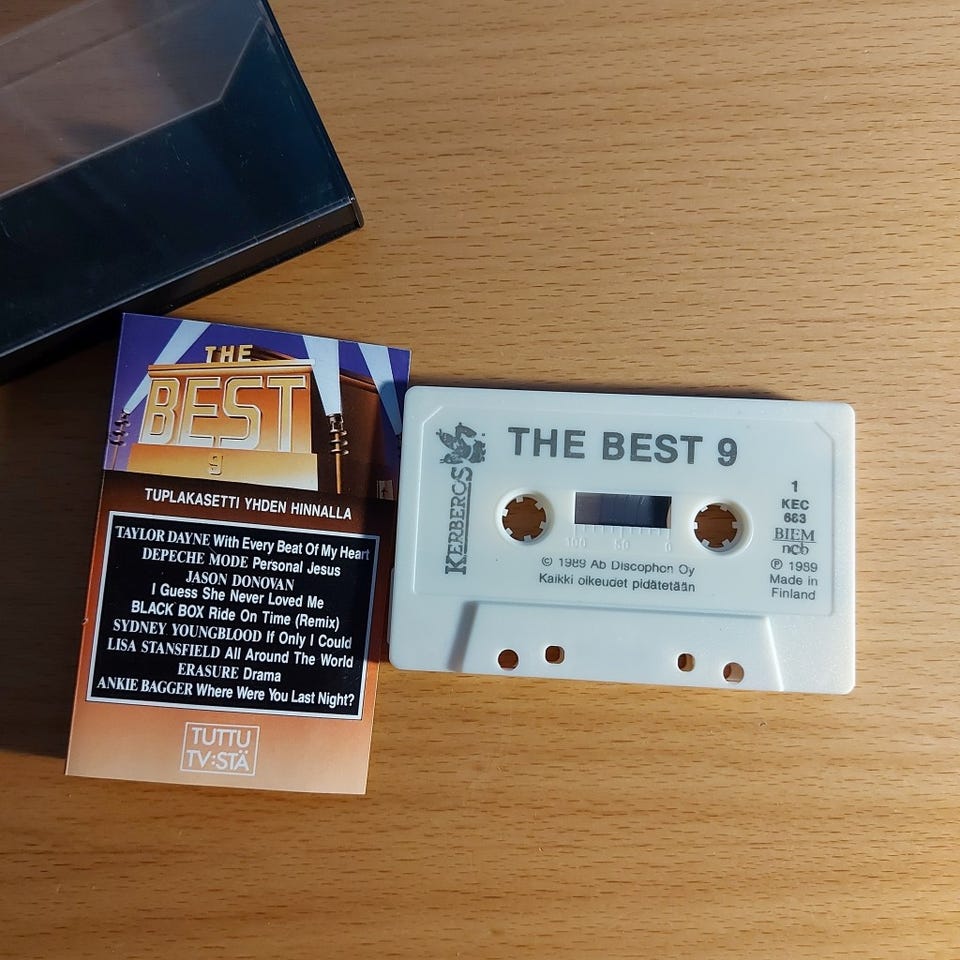 THE
BEST
9
TUPLAKASETTI YHDEN HINNALLA
TAYLOR DAYNE With Every Beat Of My Heart
DEPECHE MODE Personal Jesus
JASON DONOVAN
I Guess She Never Loved Me
BLACK BOX Ride On Time (Remix)
SYDNEY YOUNGBLOOD If Only I Could
LISA STANSFIELD All Around The World
ERASURE Drama
ANKIE BAGGER Where Were You Last Night?
TUTTU
TV:STÄ
KERBEROS
THE BEST 9
1
KEC
663
BIEM
ncb
℗ 1989
Made in
Finland
100 50 0
© 1989 Ab Discophon Oy
Kaikki oikeudet pidätetään